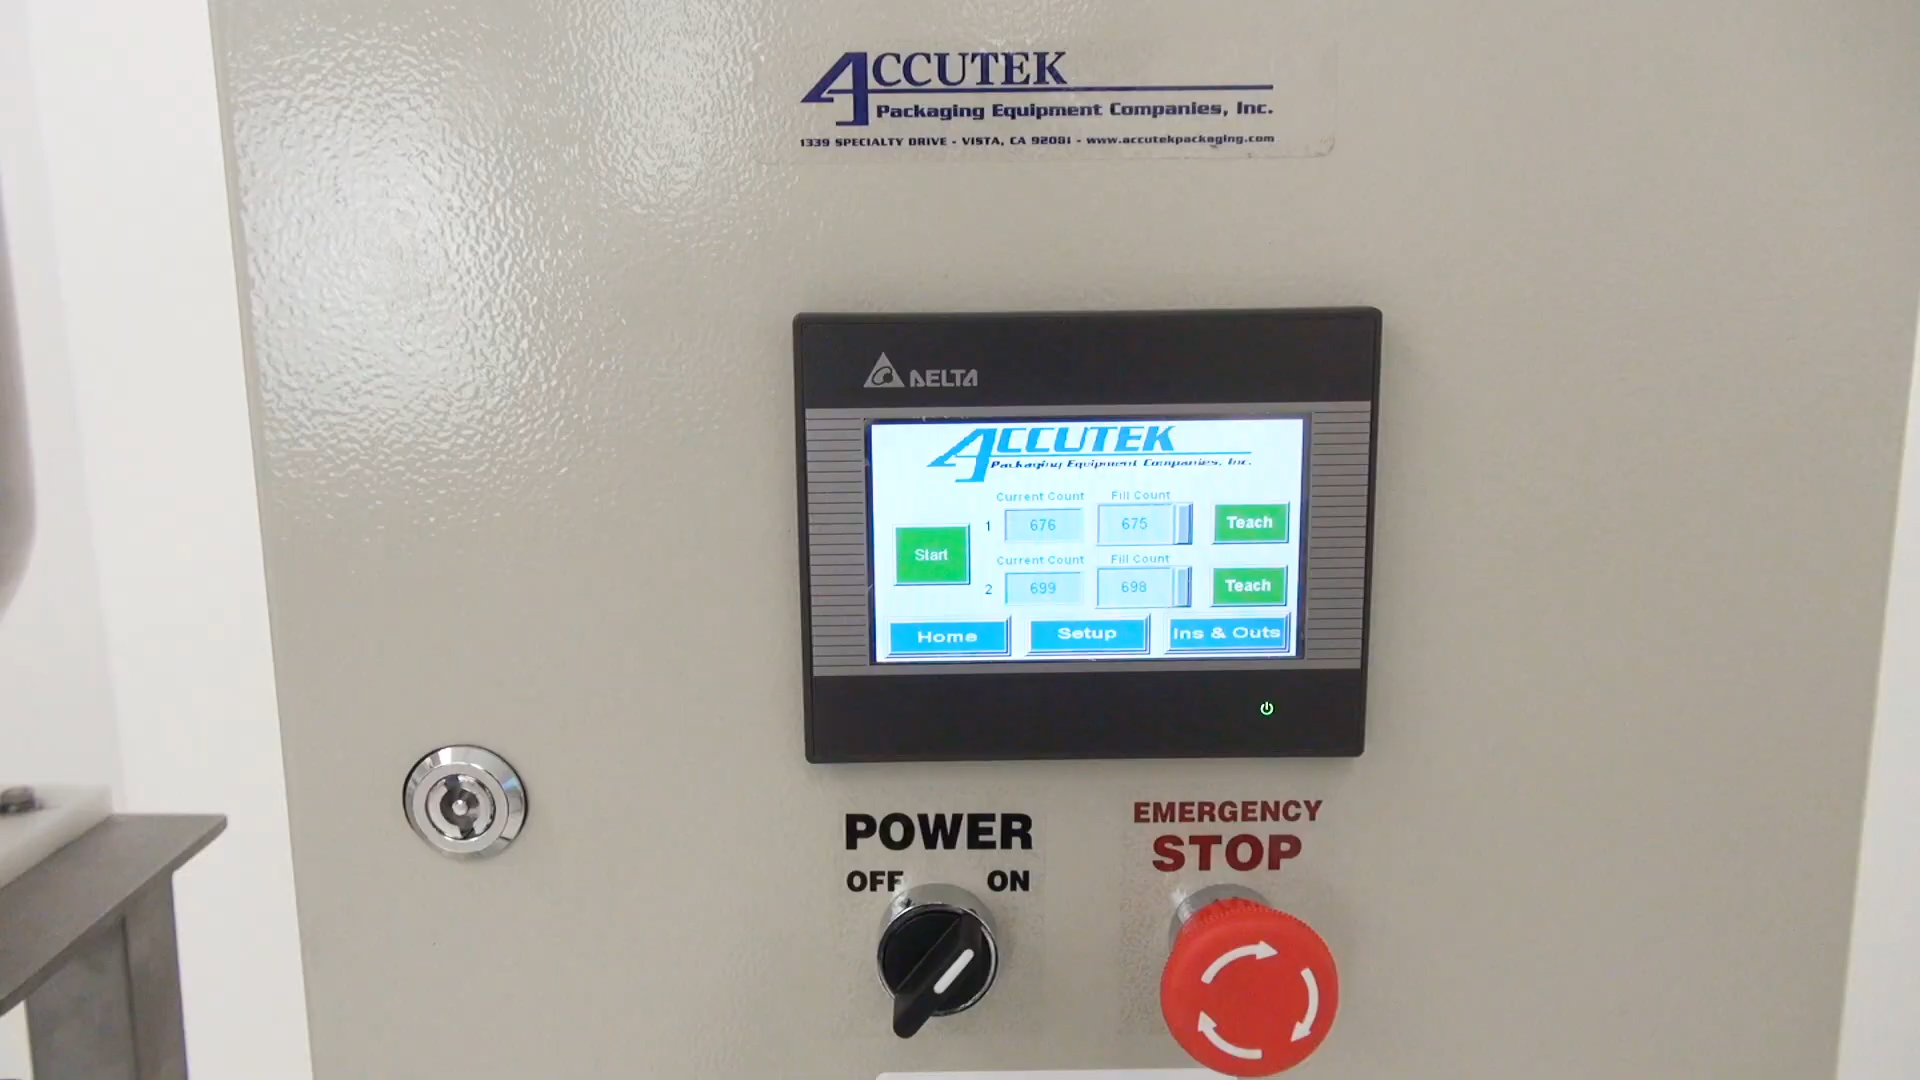 ACCUTEK
Packaging Equipment Companies, Inc.
1339 SPECIALTY DRIVE - VISTA, CA 92081 - www.accutekpackaging.com
DELTA
ACCUTEK
Packaging Equipment Companies, Inc.
Current Count Fill Count
1 676 675 Teach
Start
Current Count Fill Count
2 699 698 Teach
Home Setup Ins & Outs
POWER
OFF ON
EMERGENCY
STOP